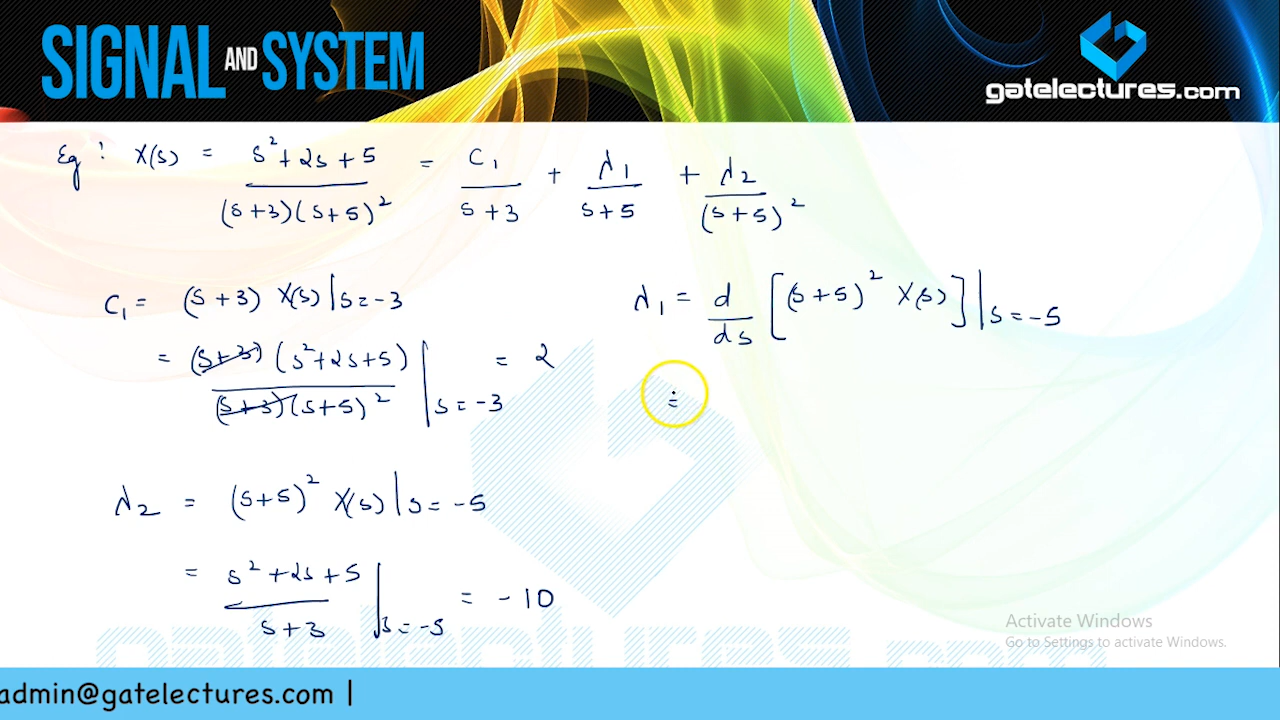 SIGNAL AND SYSTEM
gatelectures.com
Eg : X(s) = s²+2s+5 / (s+3)(s+5)² = C₁ / s+3 + λ₁ / s+5 + λ₂ / (s+5)²
C₁ = (s+3) X(s) | s=-3
= (s+3)(s²+2s+5) / (s+3)(s+5)² | s=-3 = 2
λ₂ = (s+5)² X(s) | s=-5
= s²+2s+5 / s+3 | s=-5 = -10
λ₁ = d/ds [(s+5)² X(s)] | s=-5
=
gatelectures.com
Activate Windows
Go to Settings to activate Windows.
admin@gatelectures.com |